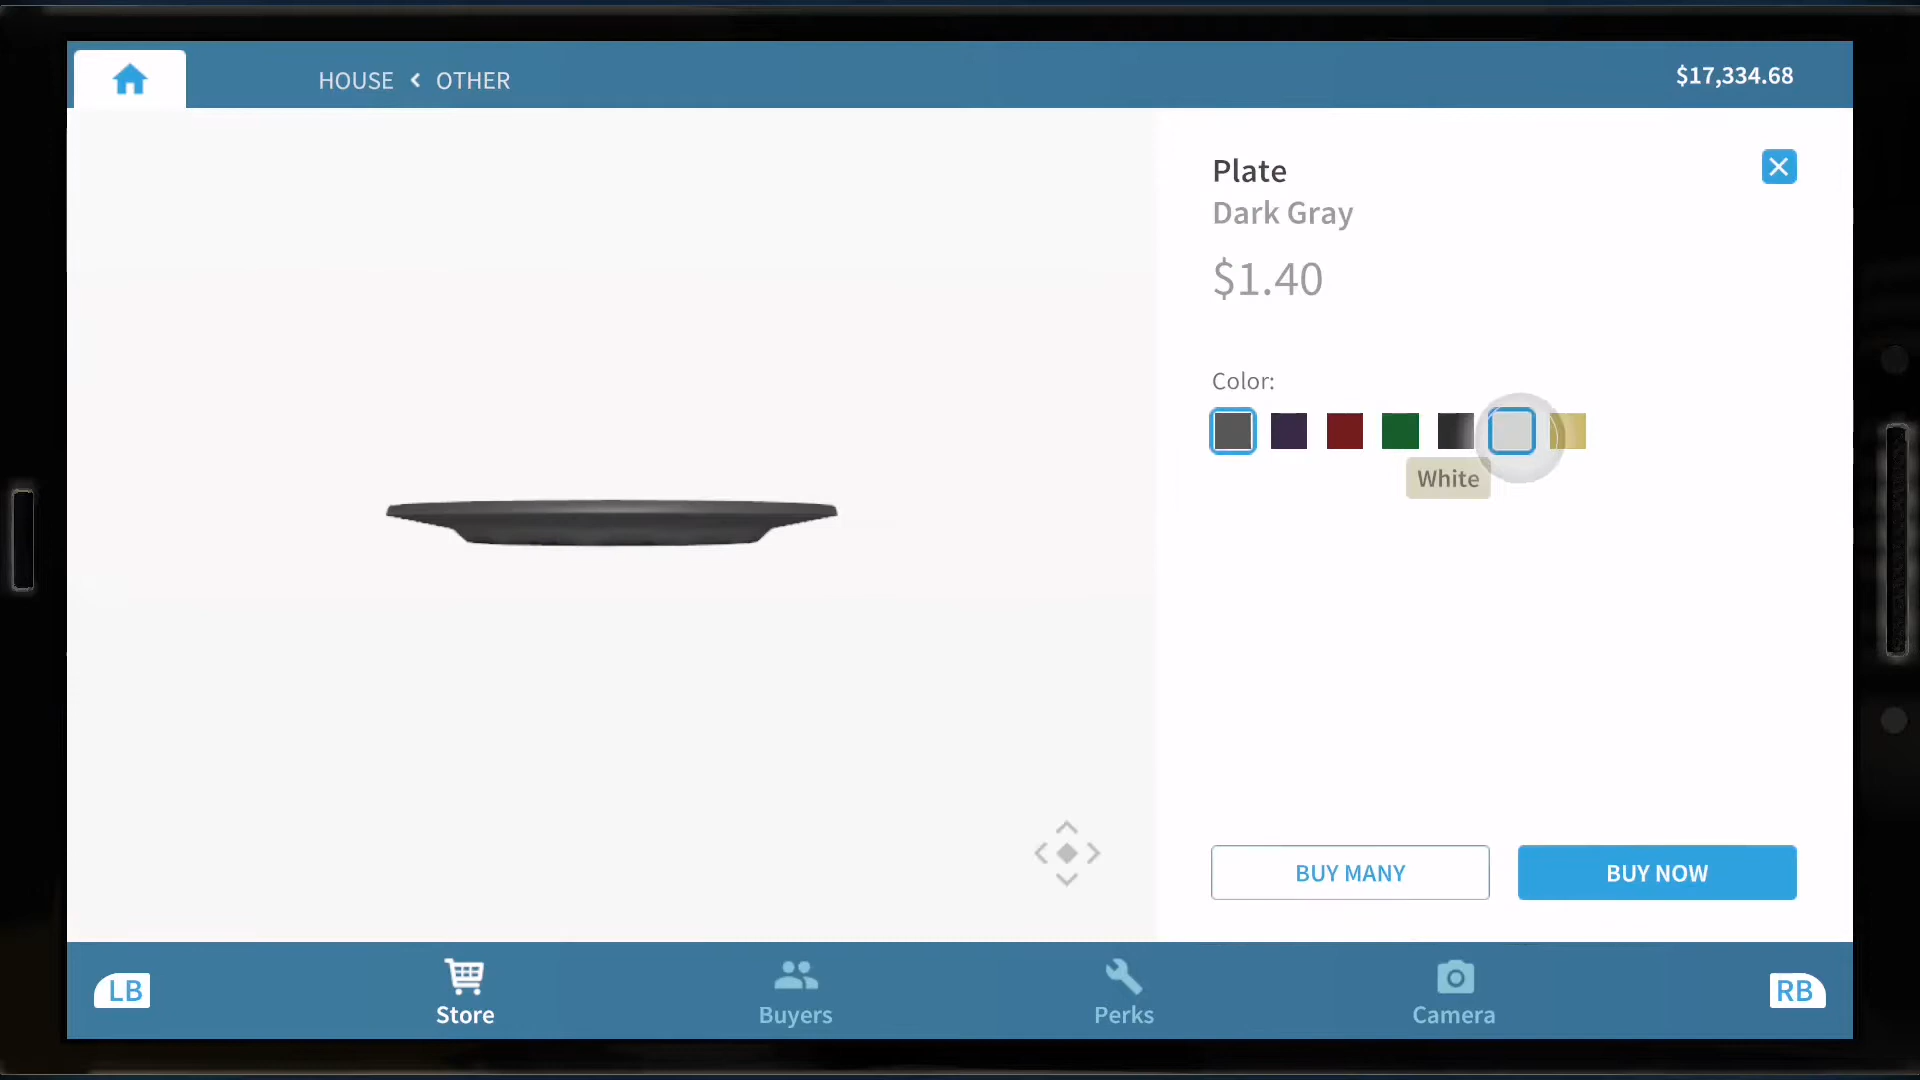 HOUSE < OTHER
$17,334.68
Plate
Dark Gray
$1.40
Color:
White
BUY MANY
BUY NOW
LB
Store
Buyers
Perks
Camera
RB